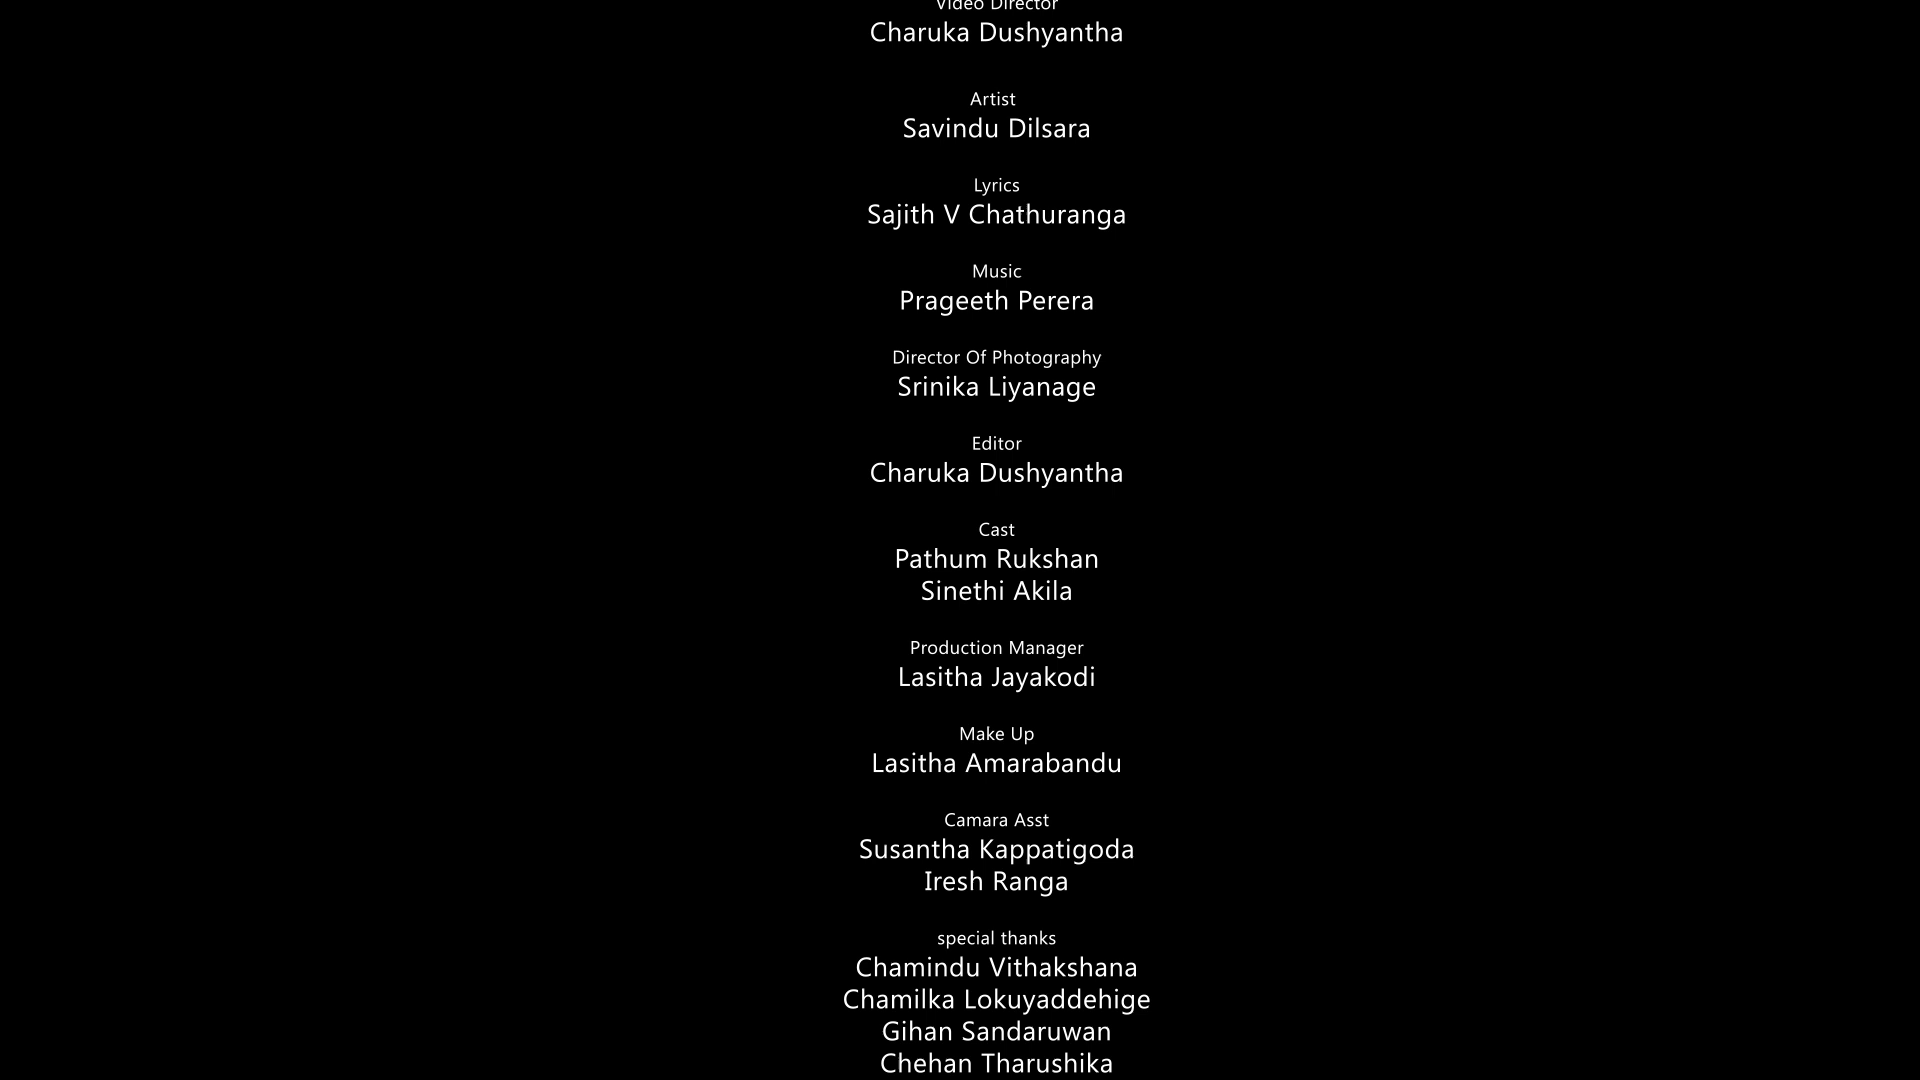 Video Director
Charuka Dushyantha
Artist
Savindu Dilsara
Lyrics
Sajith V Chathuranga
Music
Prageeth Perera
Director Of Photography
Srinika Liyanage
Editor
Charuka Dushyantha
Cast
Pathum Rukshan
Sinethi Akila
Production Manager
Lasitha Jayakodi
Make Up
Lasitha Amarabandu
Camara Asst
Susantha Kappatigoda
Iresh Ranga
special thanks
Chamindu Vithakshana
Chamilka Lokuyaddehige
Gihan Sandaruwan
Chehan Tharushika